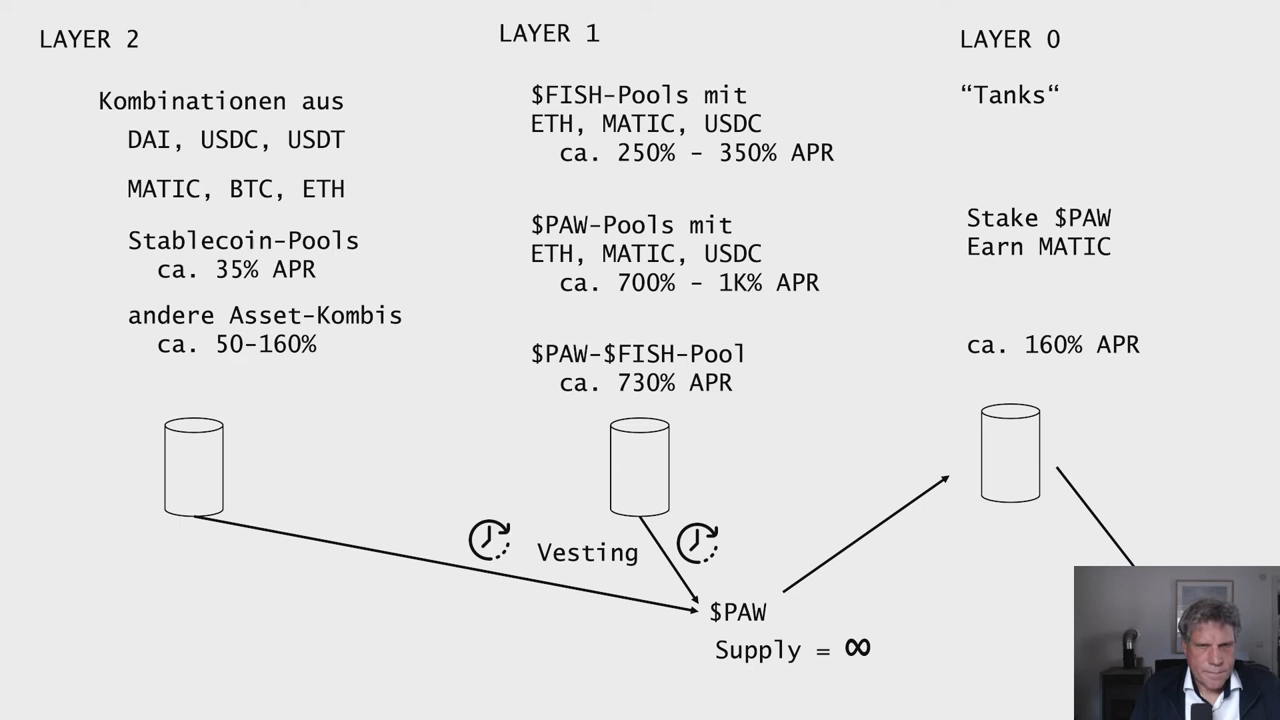 LAYER 2
Kombinationen aus
DAI, USDC, USDT
MATIC, BTC, ETH
Stablecoin-Pools
ca. 35% APR
andere Asset-Kombis
ca. 50-160%
LAYER 1
$FISH-Pools mit
ETH, MATIC, USDC
ca. 250% - 350% APR
$PAW-Pools mit
ETH, MATIC, USDC
ca. 700% - 1K% APR
$PAW-$FISH-Pool
ca. 730% APR
LAYER 0
“Tanks“
Stake $PAW
Earn MATIC
ca. 160% APR
Vesting
$PAW
Supply = ∞